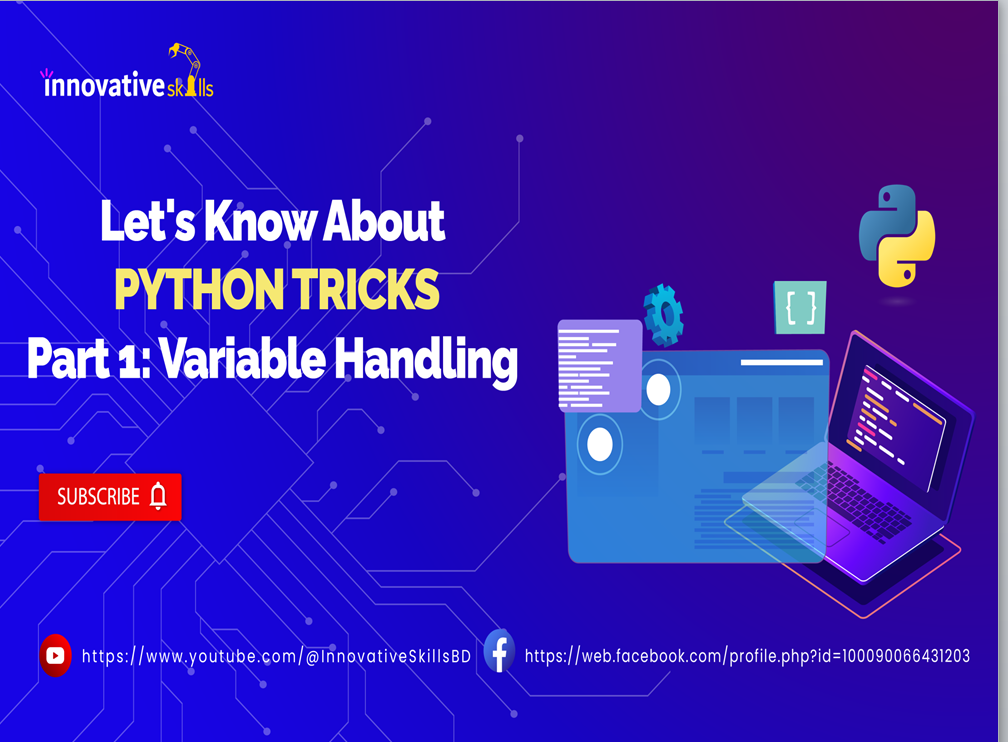 innovative skills
Let's Know About
PYTHON TRICKS
Part 1: Variable Handling
{ }
SUBSCRIBE
https://www.youtube.com/@InnovativeSkillsBD
https://web.facebook.com/profile.php?id=100090066431203